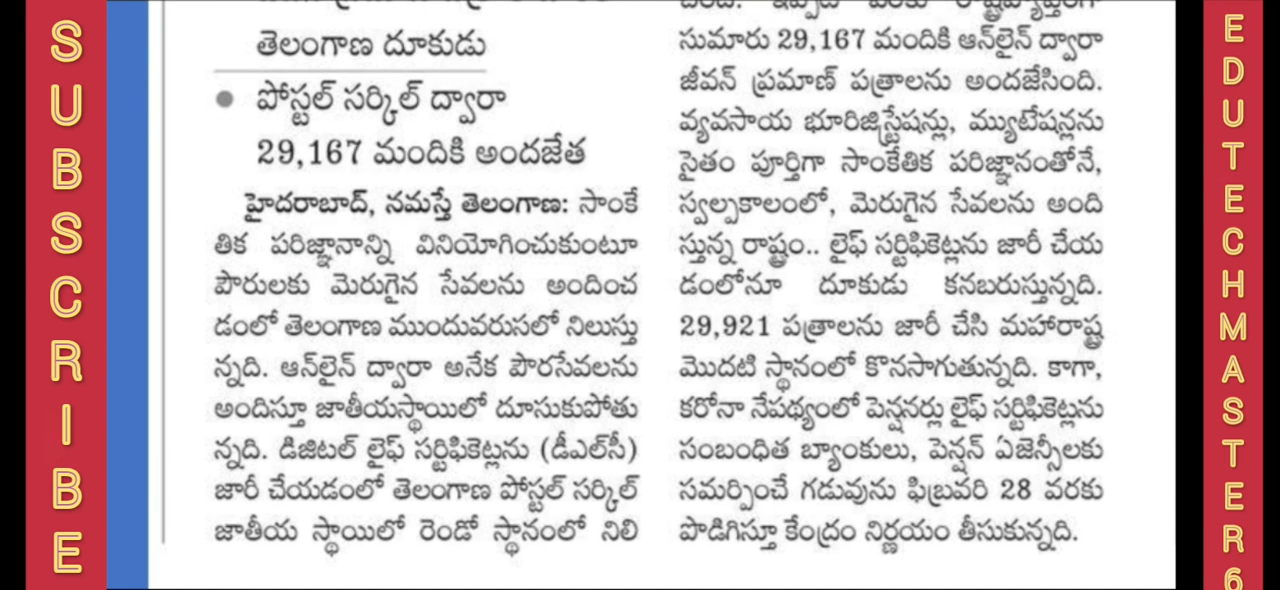 SUBSCRIBE
తెలంగాణ దూకుడు
● పోస్టల్ సర్కిల్ ద్వారా
29,167 మందికి అందజేత
హైదరాబాద్, నమస్తే తెలంగాణ: సాంకే
తిక పరిజ్ఞానాన్ని వినియోగించుకుంటూ
పౌరులకు మెరుగైన సేవలను అందించ
డంలో తెలంగాణ ముందువరుసలో నిలుస్తు
న్నది. ఆన్‌లైన్ ద్వారా అనేక పౌరసేవలను
అందిస్తూ జాతీయస్థాయిలో దూసుకుపోతు
న్నది. డిజిటల్ లైఫ్ సర్టిఫికెట్లను (డీఎల్‌సీ)
జారీ చేయడంలో తెలంగాణ పోస్టల్ సర్కిల్
జాతీయ స్థాయిలో రెండో స్థానంలో నిలి
సుమారు 29,167 మందికి ఆన్‌లైన్ ద్వారా
జీవన్ ప్రమాణ్ పత్రాలను అందజేసింది.
వ్యవసాయ భూరిజిస్ట్రేషన్లు, మ్యుటేషన్లను
సైతం పూర్తిగా సాంకేతిక పరిజ్ఞానంతోనే,
స్వల్పకాలంలో, మెరుగైన సేవలను అంది
స్తున్న రాష్ట్రం.. లైఫ్ సర్టిఫికెట్లను జారీ చేయ
డంలోనూ దూకుడు కనబరుస్తున్నది.
29,921 పత్రాలను జారీ చేసి మహారాష్ట్ర
మొదటి స్థానంలో కొనసాగుతున్నది. కాగా,
కరోనా నేపథ్యంలో పెన్షనర్లు లైఫ్ సర్టిఫికెట్లను
సంబంధిత బ్యాంకులు, పెన్షన్ ఏజెన్సీలకు
సమర్పించే గడువును ఫిబ్రవరి 28 వరకు
పొడిగిస్తూ కేంద్రం నిర్ణయం తీసుకున్నది.
EDUTECHMASTER6